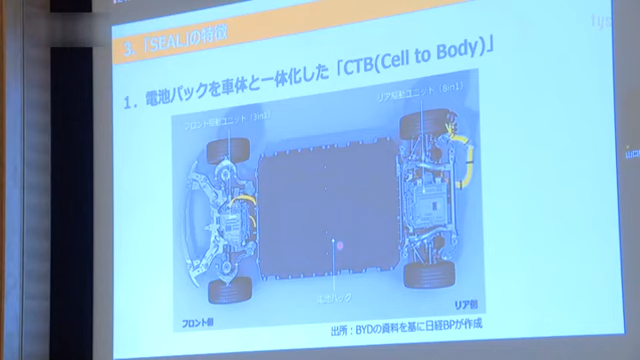 3. 「SEAL」の特徴
1. 電池パックを車体と一体化した「CTB(Cell to Body)」
フロント駆動ユニット（3in1）
リア駆動ユニット（8in1）
電池パック
フロント側
リア側
出所：BYDの資料を基に日経BPが作成
tys